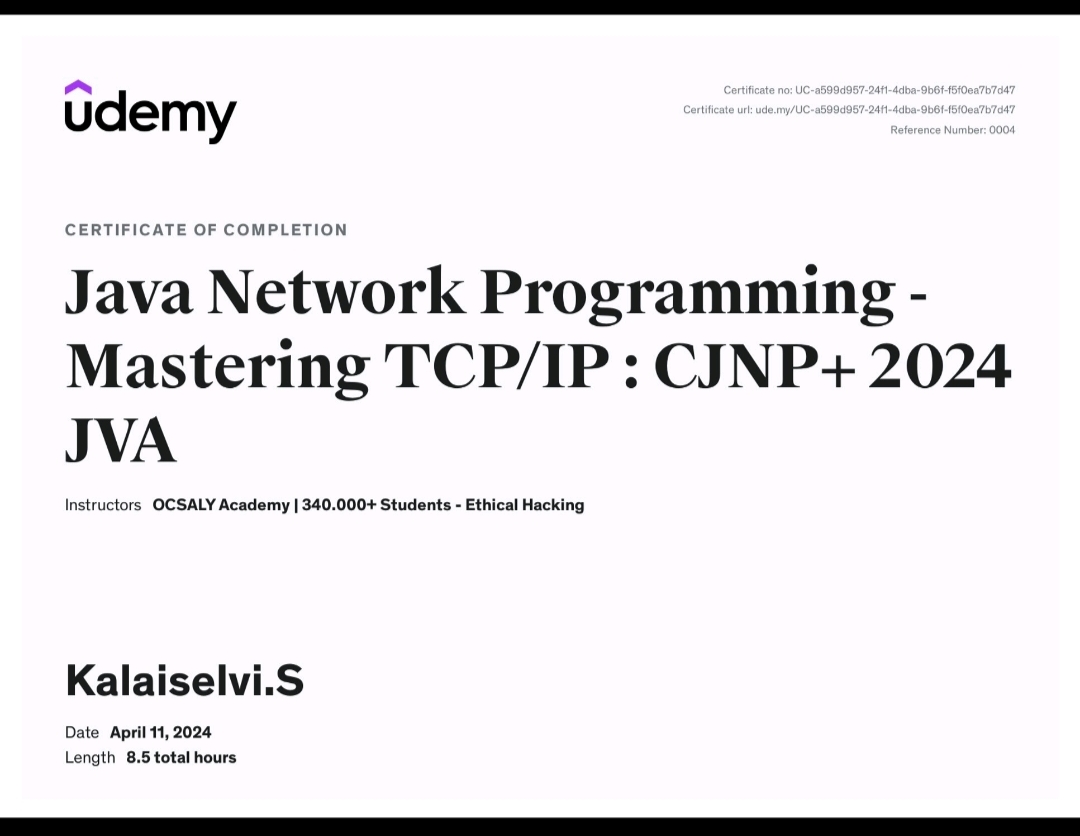 udemy
Certificate no: UC-a599d957-24f1-4dba-9b6f-f5f0ea7b7d47
Certificate url: ude.my/UC-a599d957-24f1-4dba-9b6f-f5f0ea7b7d47
Reference Number: 0004
CERTIFICATE OF COMPLETION
Java Network Programming -
Mastering TCP/IP : CJNP+ 2024
JVA
Instructors OCSALY Academy | 340.000+ Students - Ethical Hacking
Kalaiselvi.S
Date April 11, 2024
Length 8.5 total hours